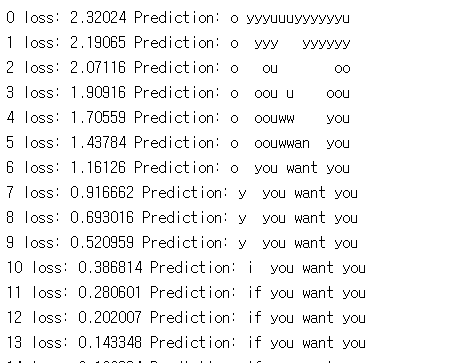 0 loss: 2.32024 Prediction: o yyyuuuyyyyyyu
1 loss: 2.19065 Prediction: o  yyy   yyyyyy
2 loss: 2.07116 Prediction: o   ou       oo
3 loss: 1.90916 Prediction: o  oou u    oou
4 loss: 1.70559 Prediction: o  oouww    you
5 loss: 1.43784 Prediction: o  oouwwan  you
6 loss: 1.16126 Prediction: o  you want you
7 loss: 0.916662 Prediction: y  you want you
8 loss: 0.693016 Prediction: y  you want you
9 loss: 0.520959 Prediction: y  you want you
10 loss: 0.386814 Prediction: i  you want you
11 loss: 0.280601 Prediction: if you want you
12 loss: 0.202007 Prediction: if you want you
13 loss: 0.143348 Prediction: if you want you